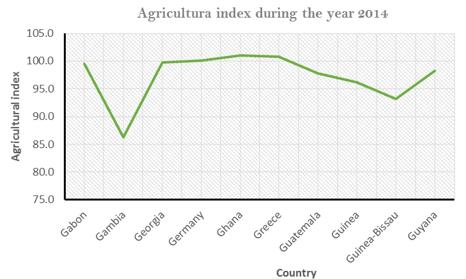 Agricultura index during the year 2014
105.0
100.0
95.0
90.0
85.0
80.0
75.0
Agricultural index
Gabon
Gambia
Georgia
Germany
Ghana
Greece
Guatemala
Guinea
Guinea-Bissau
Guyana
Country